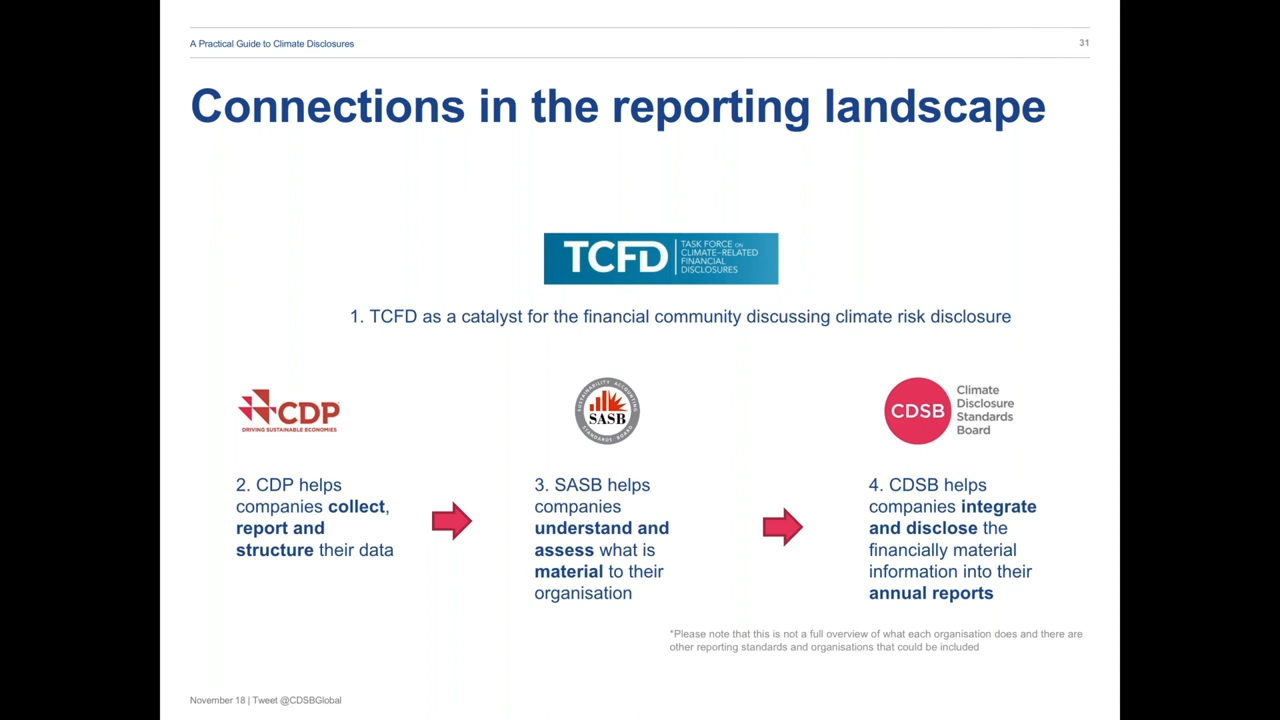 A Practical Guide to Climate Disclosures
31
Connections in the reporting landscape
TCFD
TASK FORCE ON
CLIMATE-RELATED
FINANCIAL
DISCLOSURES
1. TCFD as a catalyst for the financial community discussing climate risk disclosure
CDP
DRIVING SUSTAINABLE ECONOMIES
SUSTAINABILITY ACCOUNTING
SASB
STANDARDS BOARD
CDSB
Climate
Disclosure
Standards
Board
2. CDP helps
companies collect,
report and
structure their data
3. SASB helps
companies
understand and
assess what is
material to their
organisation
4. CDSB helps
companies integrate
and disclose the
financially material
information into their
annual reports
*Please note that this is not a full overview of what each organisation does and there are
other reporting standards and organisations that could be included
November 18 | Tweet @CDSBGlobal